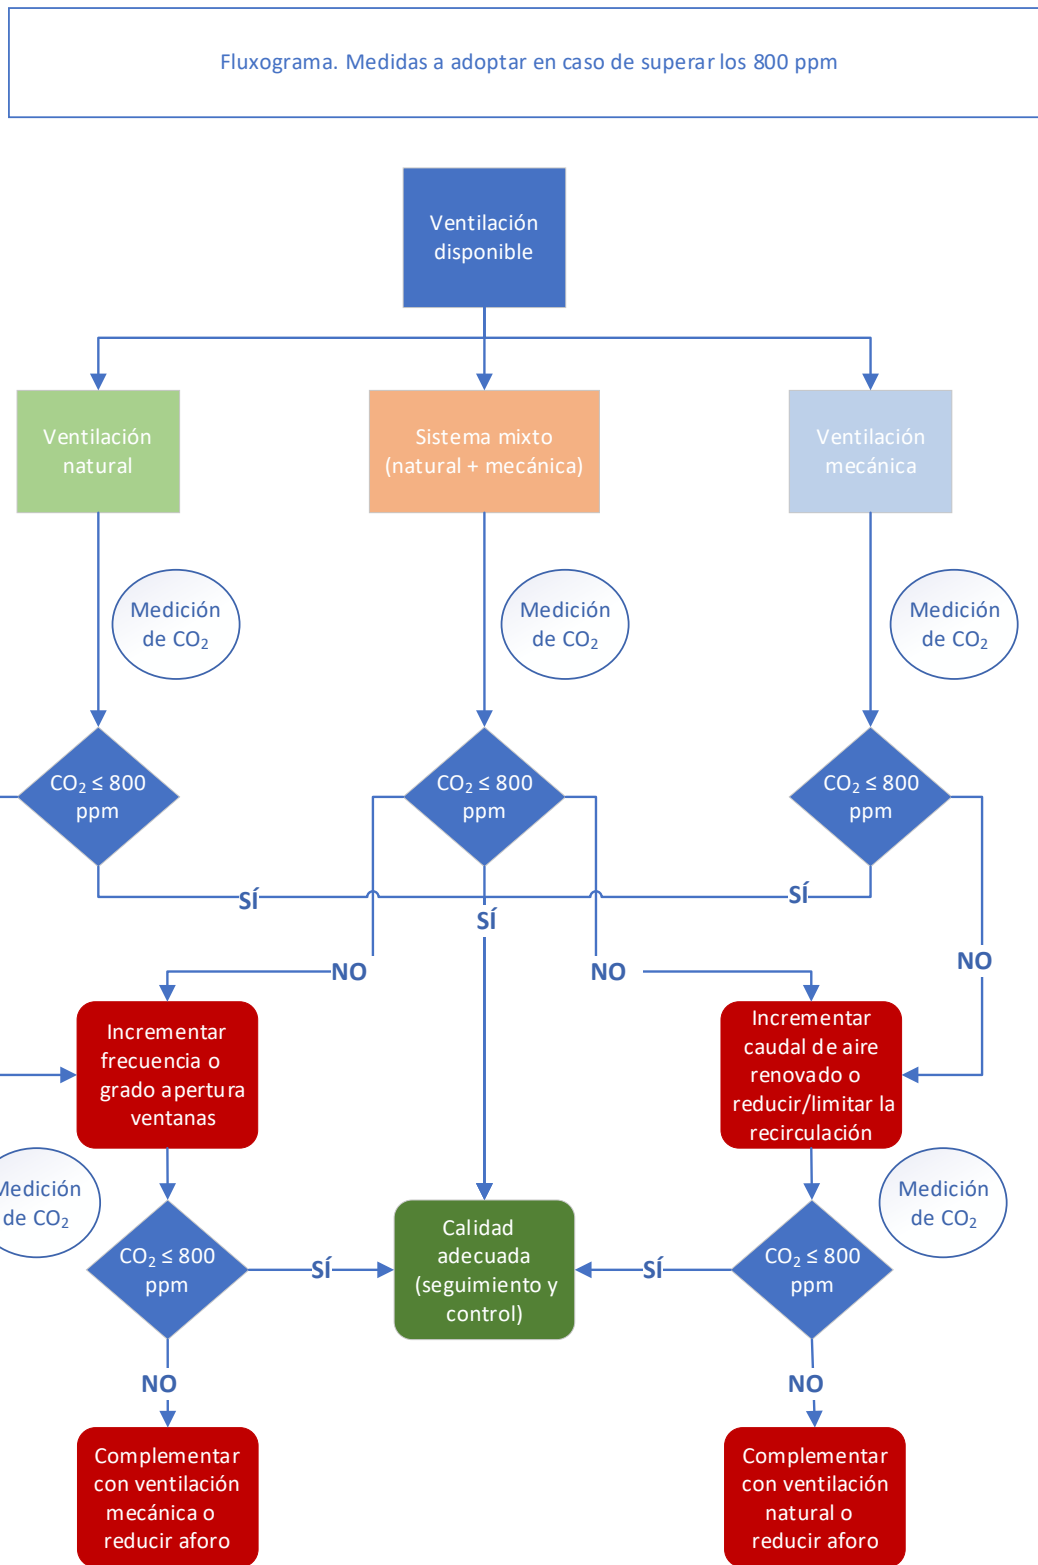 Fluxograma. Medidas a adoptar en caso de superar los 800 ppm
Ventilación
disponible
Ventilación
natural
Sistema mixto
(natural + mecánica)
Ventilación
mecánica
Medición
de CO₂
Medición
de CO₂
Medición
de CO₂
CO₂ ≤ 800
ppm
CO₂ ≤ 800
ppm
CO₂ ≤ 800
ppm
SÍ
SÍ
SÍ
NO
NO
NO
Incrementar
frecuencia o
grado apertura
ventanas
Incrementar
caudal de aire
renovado o
reducir/limitar la
recirculación
Medición
de CO₂
Medición
de CO₂
CO₂ ≤ 800
ppm
SÍ
Calidad
adecuada
(seguimiento y
control)
SÍ
CO₂ ≤ 800
ppm
NO
NO
Complementar
con ventilación
mecánica o
reducir aforo
Complementar
con ventilación
natural o
reducir aforo